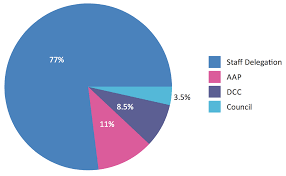 77%
Staff Delegation
AAP
DCC
Council
3.5%
8.5%
11%